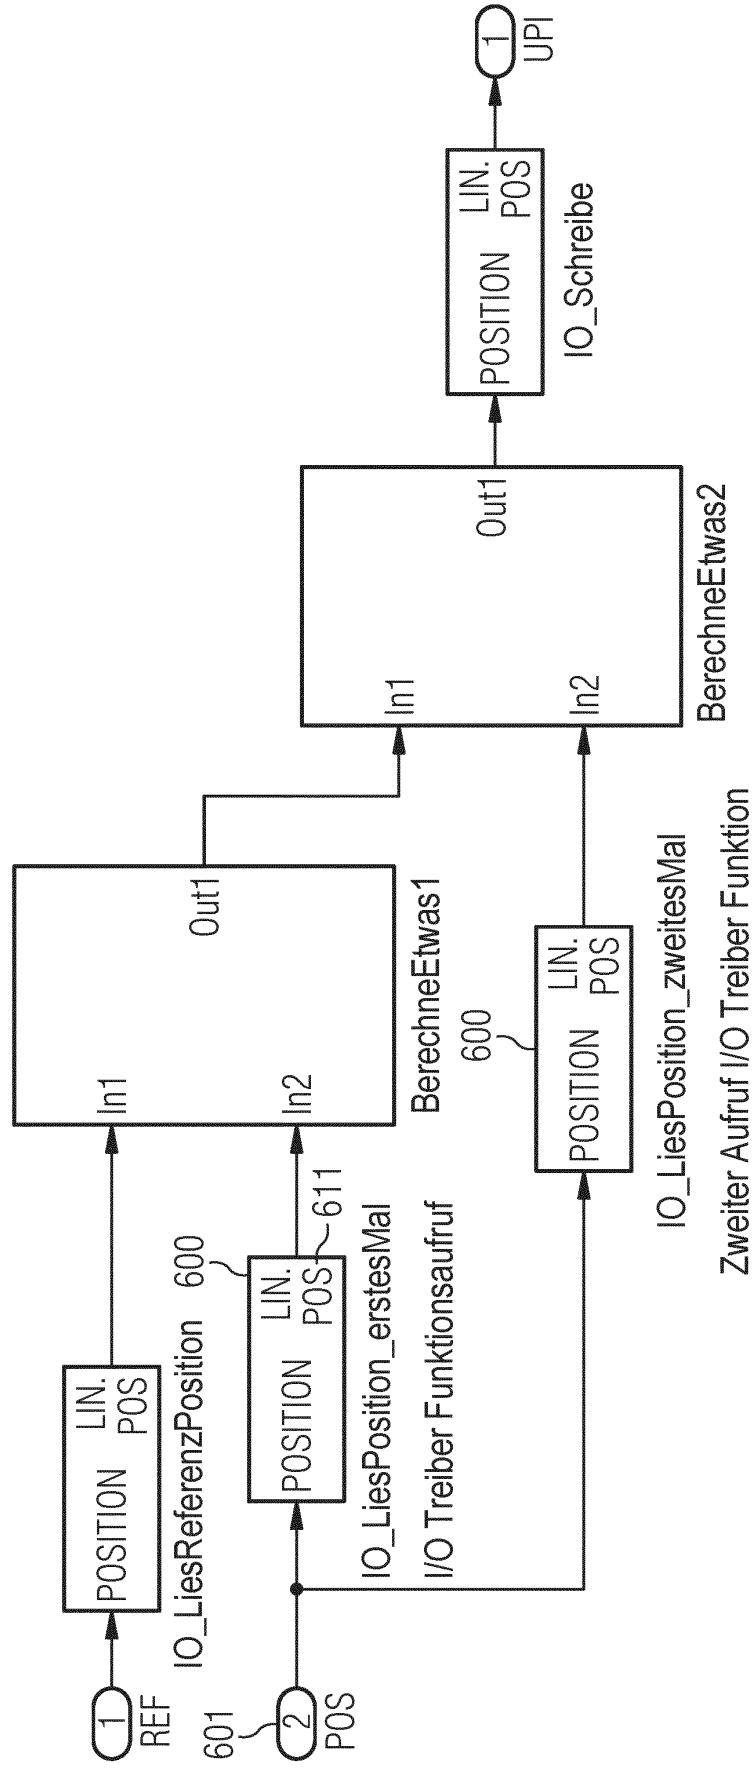 1
REF
POSITION
LIN.
POS
IO_LiesReferenzPosition
601
2
POS
POSITION
LIN.
POS
600
611
IO_LiesPosition_erstesMal
I/O Treiber Funktionsaufruf
In1
In2
Out1
BerechneEtwas1
600
POSITION
LIN.
POS
IO_LiesPosition_zweitesMal
Zweiter Aufruf I/O Treiber Funktion
In1
In2
Out1
BerechneEtwas2
POSITION
LIN.
POS
IO_Schreibe
1
UPI